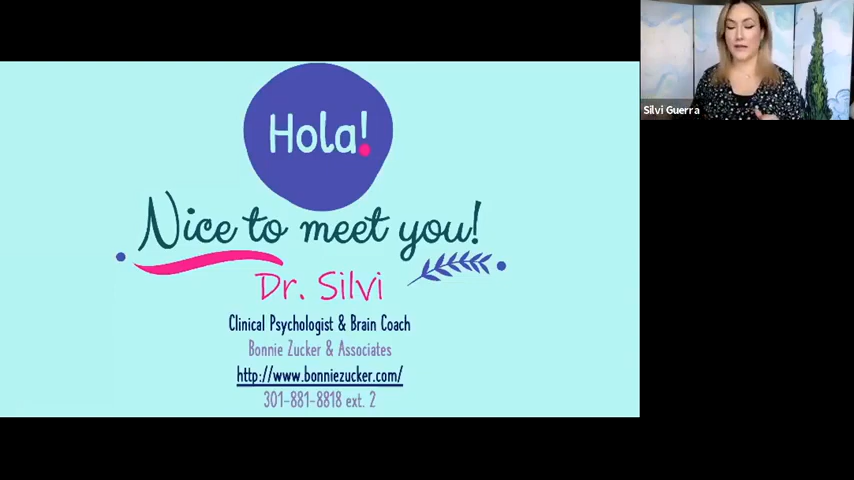 Hola!
Nice to meet you!
Dr. Silvi
Clinical Psychologist & Brain Coach
Bonnie Zucker & Associates
http://www.bonniezucker.com/
301-881-8818 ext. 2
Silvi Guerra